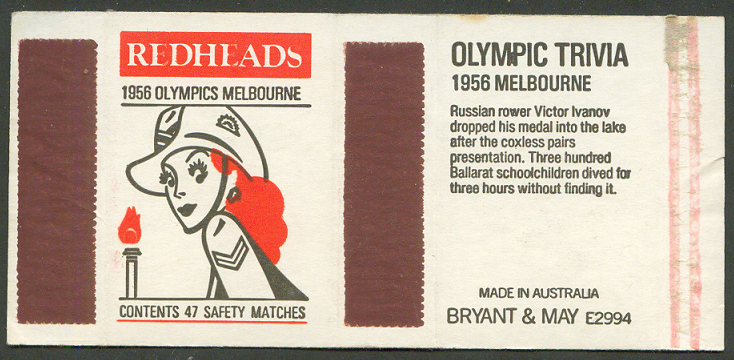 REDHEADS
1956 OLYMPICS MELBOURNE
CONTENTS 47 SAFETY MATCHES
OLYMPIC TRIVIA
1956 MELBOURNE
Russian rower Victor Ivanov
dropped his medal into the lake
after the coxless pairs
presentation. Three hundred
Ballarat schoolchildren dived for
three hours without finding it.
MADE IN AUSTRALIA
BRYANT & MAY E2994